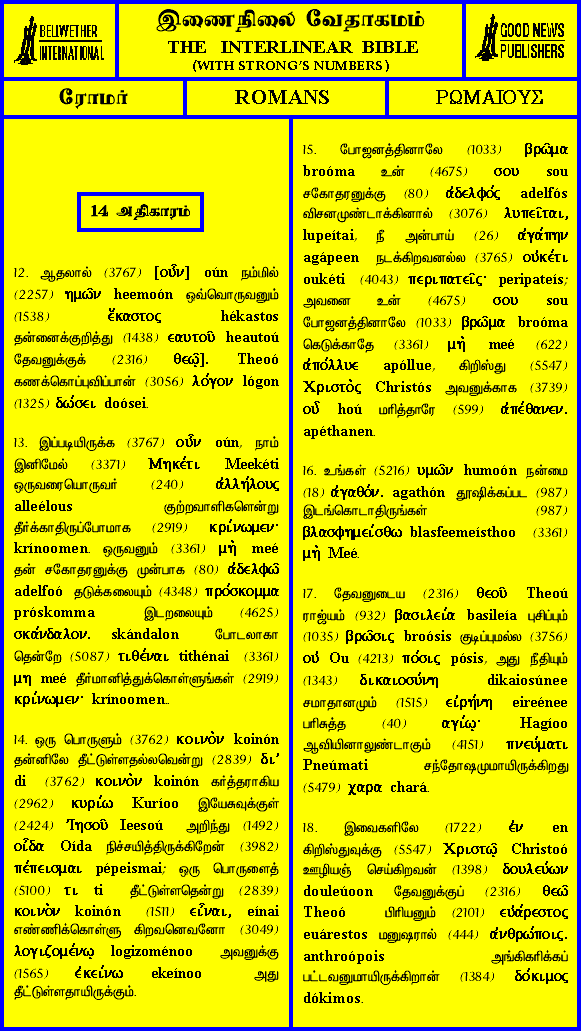 BELLWETHER
INTERNATIONAL
இணைநிலை வேதாகமம்
THE INTERLINEAR BIBLE
(WITH STRONG'S NUMBERS)
GOOD NEWS
PUBLISHERS
ரோமர்
ROMANS
ΡΩΜΑΙΟΥΣ
14 அதிகாரம்
12. ஆதலால் (3767) [οὖν] oún நம்மில்
(2257) ημῶν heemoón ஒவ்வொருவனும்
(1538) ἕκαστος hékastos
தன்னைக்குறித்து (1438) εαυτοῦ heautoú
தேவனுக்குக் (2316) θεῷ]. Theoó
கணக்கொப்புவிப்பான் (3056) λόγον lógon
(1325) δώσει doósei.
13. இப்படியிருக்க (3767) οὖν oún, நாம்
இனிமேல் (3371) Μηκέτι Meekéti
ஒருவரையொருவர் (240) ἀλλήλους
alleélous குற்றவாளிகளென்று
தீர்க்காதிருப்போமாக (2919) κρίνωμεν·
krínoomen. ஒருவனும் (3361) μὴ meé
தன் சகோதரனுக்கு முன்பாக (80) ἀδελφῷ
adelfoó தடுக்கலையும் (4348) πρόσκομμα
próskomma இடறலையும் (4625)
σκάνδαλον. skándalon போடலாகா
தென்றே (5087) τιθέναι tithénai (3361)
μη meé தீர்மானித்துக்கொள்ளுங்கள் (2919)
κρίνωμεν· krínoomen..
14. ஒரு பொருளும் (3762) κοινὸν koinón
தன்னிலே தீட்டுள்ளதல்லவென்று (2839) δι'
di (3762) κοινὸν koinón கர்த்தராகிய
(2962) κυρίω Kuríoo இயேசுவுக்குள்
(2424) Ἰησοῦ Ieesoú அறிந்து (1492)
οἶδα Oída நிச்சயித்திருக்கிறேன் (3982)
πέπεισμαι pépeismai; ஒரு பொருளைத்
(5100) τι ti தீட்டுள்ளதென்று (2839)
κοινὸν koinón (1511) εἶναι, eínai
எண்ணிக்கொள்ளு கிறவனெவனோ (3049)
λογιζομένῳ logizoménoo அவனுக்கு
(1565) ἐκείνω ekeínoo அது
தீட்டுள்ளதாயிருக்கும்.
15. போஜனத்தினாலே (1033) βρῶμα
broóma உன் (4675) σου sou
சகோதரனுக்கு (80) ἀδελφός adelfós
விசனமுண்டாக்கினால் (3076) λυπεῖται,
lupeítai, நீ அன்பாய் (26) ἀγάπην
agápeen நடக்கிறவனல்ல (3765) οὐκέτι
oukéti (4043) περιπατεῖς· peripateís;
அவனை உன் (4675) σου sou
போஜனத்தினாலே (1033) βρῶμα broóma
கெடுக்காதே (3361) μὴ meé (622)
ἀπόλλυε apóllue, கிறிஸ்து (5547)
Χριστὸς Christós அவனுக்காக (3739)
οὗ hoú மரித்தாரே (599) ἀπέθανεν.
apéthanen.
16. உங்கள் (5216) υμῶν humoón நன்மை
(18) ἀγαθόν. agathón தூஷிக்கப்பட (987)
இடங்கொடாதிருங்கள் (987)
βλασφημείσθω blasfeemeísthoo (3361)
μὴ Meé.
17. தேவனுடைய (2316) θεοῦ Theoú
ராஜ்யம் (932) βασιλεία basileía புசிப்பும்
(1035) βρῶσις broósis குடிப்புமல்ல (3756)
οὐ Ou (4213) πόσις pósis, அது நீதியும்
(1343) δικαιοσύνη dikaiosúnee
சமாதானமும் (1515) εἰρήνη eireénee
பரிசுத்த (40) αγίῳ· Hagíoo
ஆவியினாலுண்டாகும் (4151) πνεύματι
Pneúmati சந்தோஷமுமாயிருக்கிறது
(5479) χαρα chará.
18. இவைகளிலே (1722) ἐν en
கிறிஸ்துவுக்கு (5547) Χριστῷ Christoó
ஊழியஞ் செய்கிறவன் (1398) δουλεύων
douleúoon தேவனுக்குப் (2316) θεῶ
Theoó பிரியனும் (2101) εὐάρεστος
euárestos மனுஷரால் (444) ἀνθρώποις.
anthroópois அங்கிகரிக்கப்
பட்டவனுமாயிருக்கிறான் (1384) δόκιμος
dókimos.